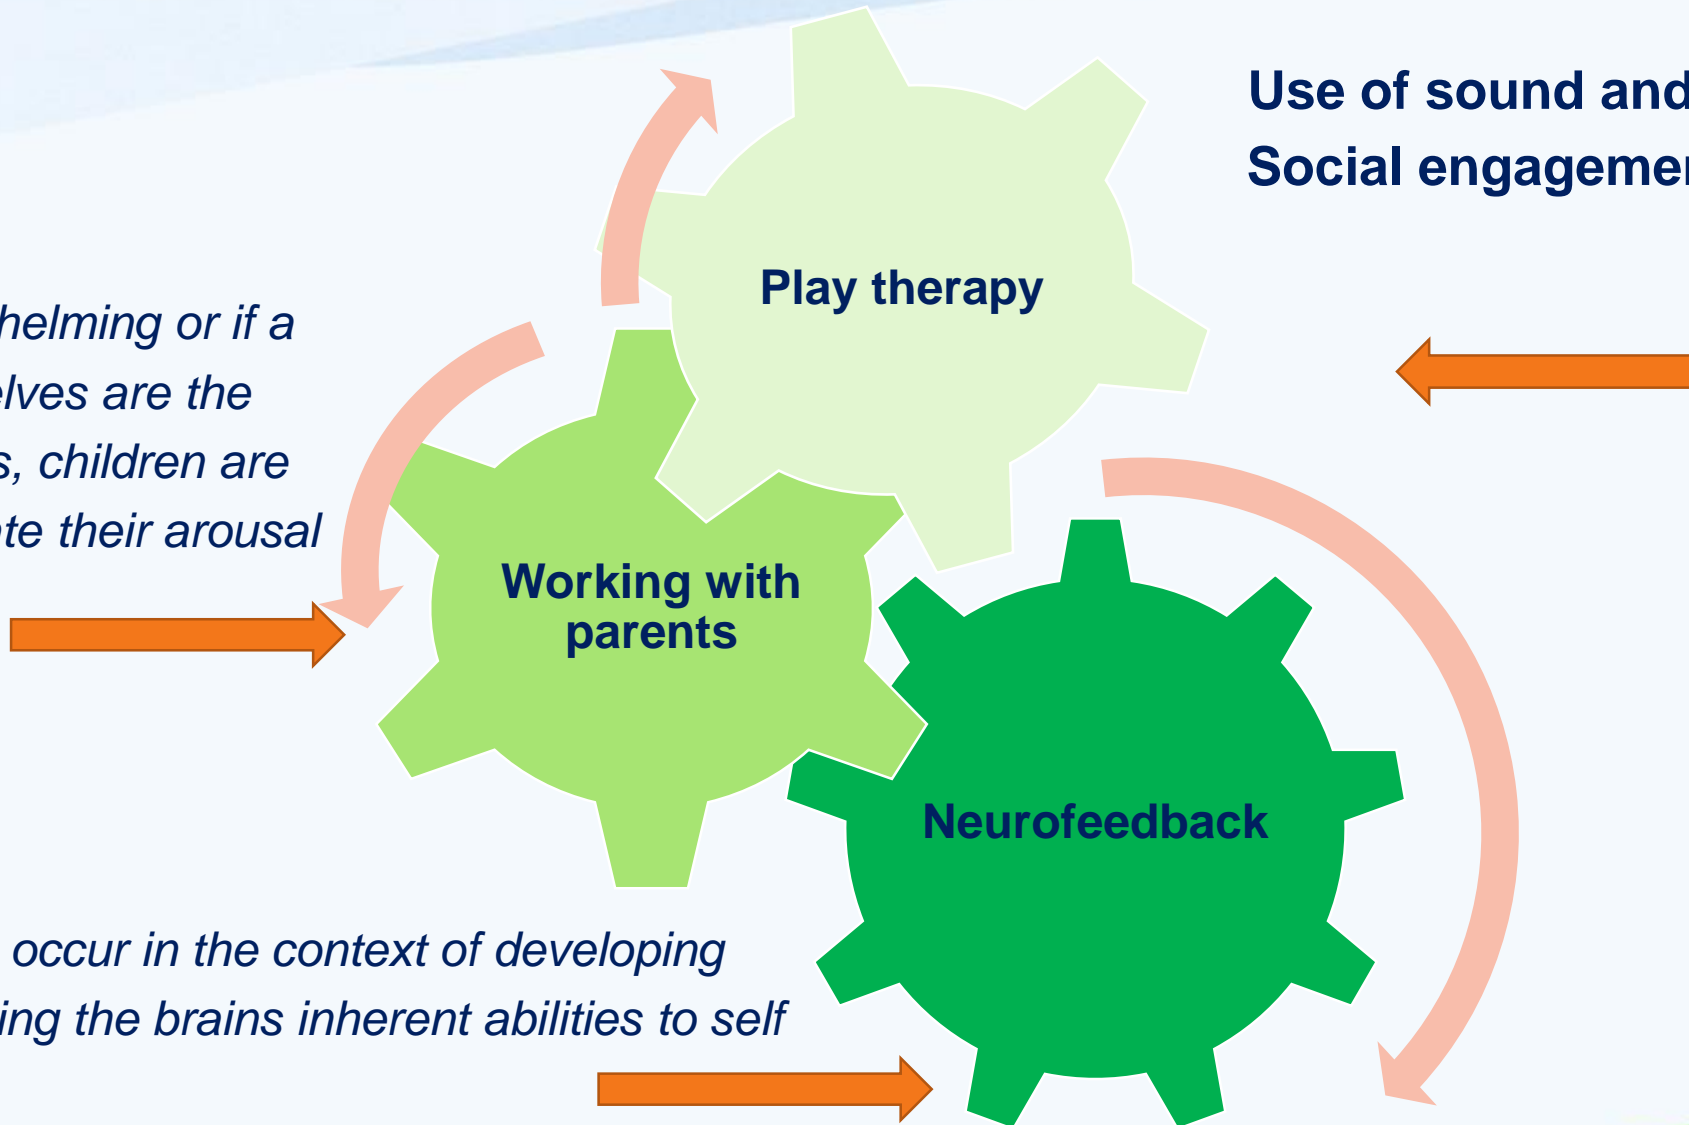 Use of sound and
Social
Play therapy
helming or if a
elves are the
s, children are
te their arousal
Working with
parents
Neurofeedback
occur in the context of developing
ing the brains inherent abilities to self